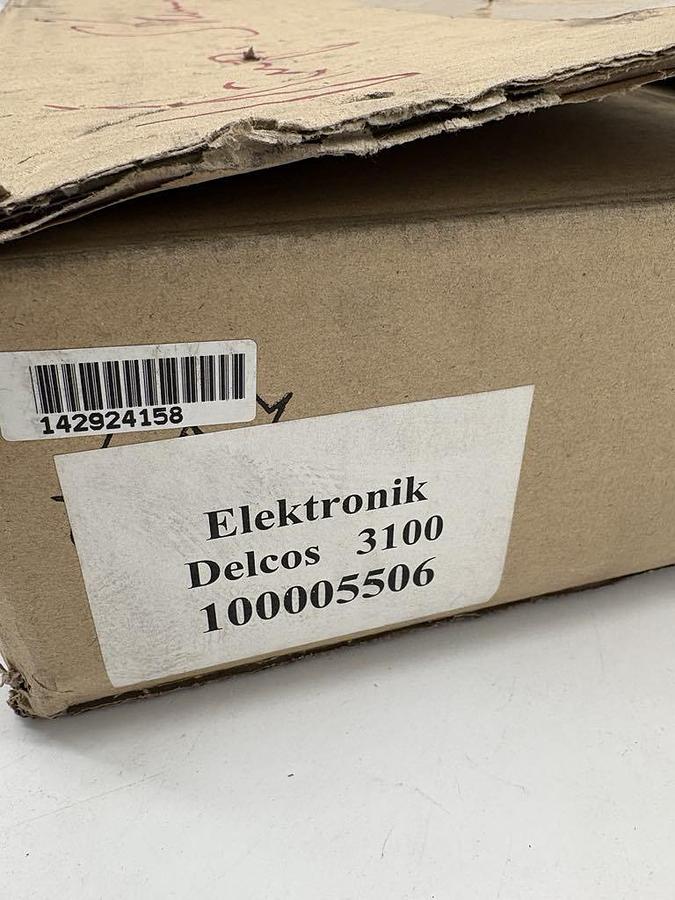 142924158
Elektronik
Delcos 3100
100005506